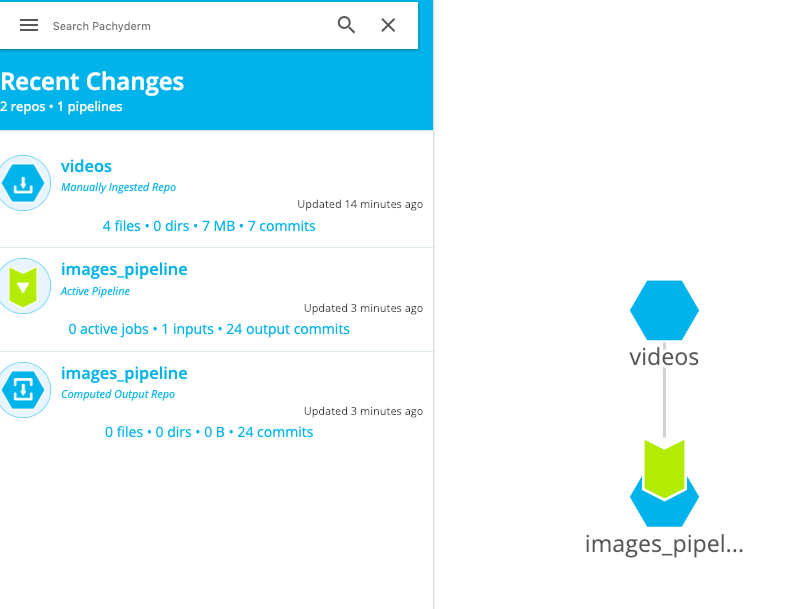 Search Pachyderm
Recent Changes
2 repos • 1 pipelines
videos
Manually Ingested Repo
Updated 14 minutes ago
4 files • 0 dirs • 7 MB • 7 commits
images_pipeline
Active Pipeline
Updated 3 minutes ago
0 active jobs • 1 inputs • 24 output commits
images_pipeline
Computed Output Repo
Updated 3 minutes ago
0 files • 0 dirs • 0 B • 24 commits
videos
images_pipel...